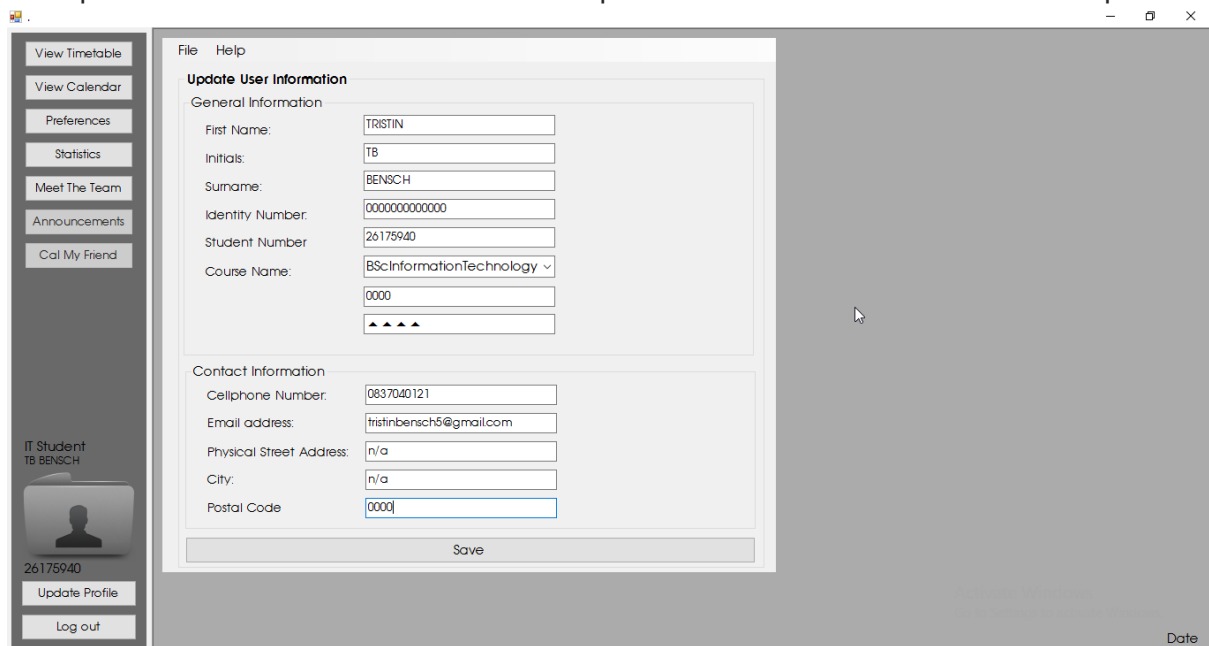 .
View Timetable
View Calendar
Preferences
Statistics
Meet The Team
Announcements
Cal My Friend
IT Student
TB BENSCH
26175940
Update Profile
Log out
File Help
Update User Information
General Information
First Name: TRISTIN
Initials: TB
Surname: BENSCH
Identity Number: 0000000000000
Student Number 26175940
Course Name: BScInformationTechnology
0000
Contact Information
Cellphone Number: 0837040121
Email address: tristinbensch5@gmail.com
Physical Street Address: n/a
City: n/a
Postal Code 0000
Save
Date